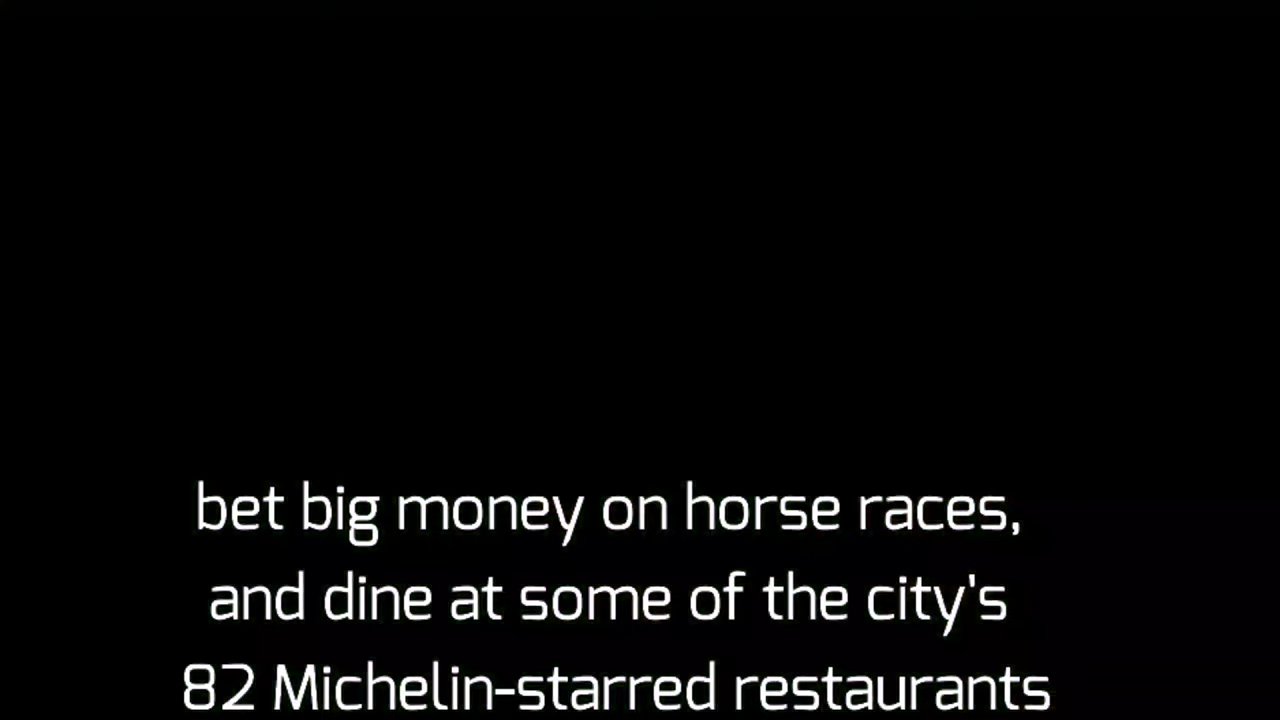 bet big money on horse races,
and dine at some of the city's
82 Michelin-starred restaurants